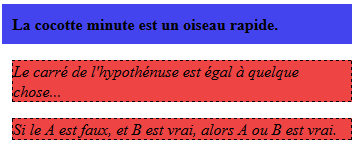 La cocotte minute est un oiseau rapide.
Le carré de l'hypothénuse est égal à quelque
chose...
Si le A est faux, et B est vrai, alors A ou B est vrai.